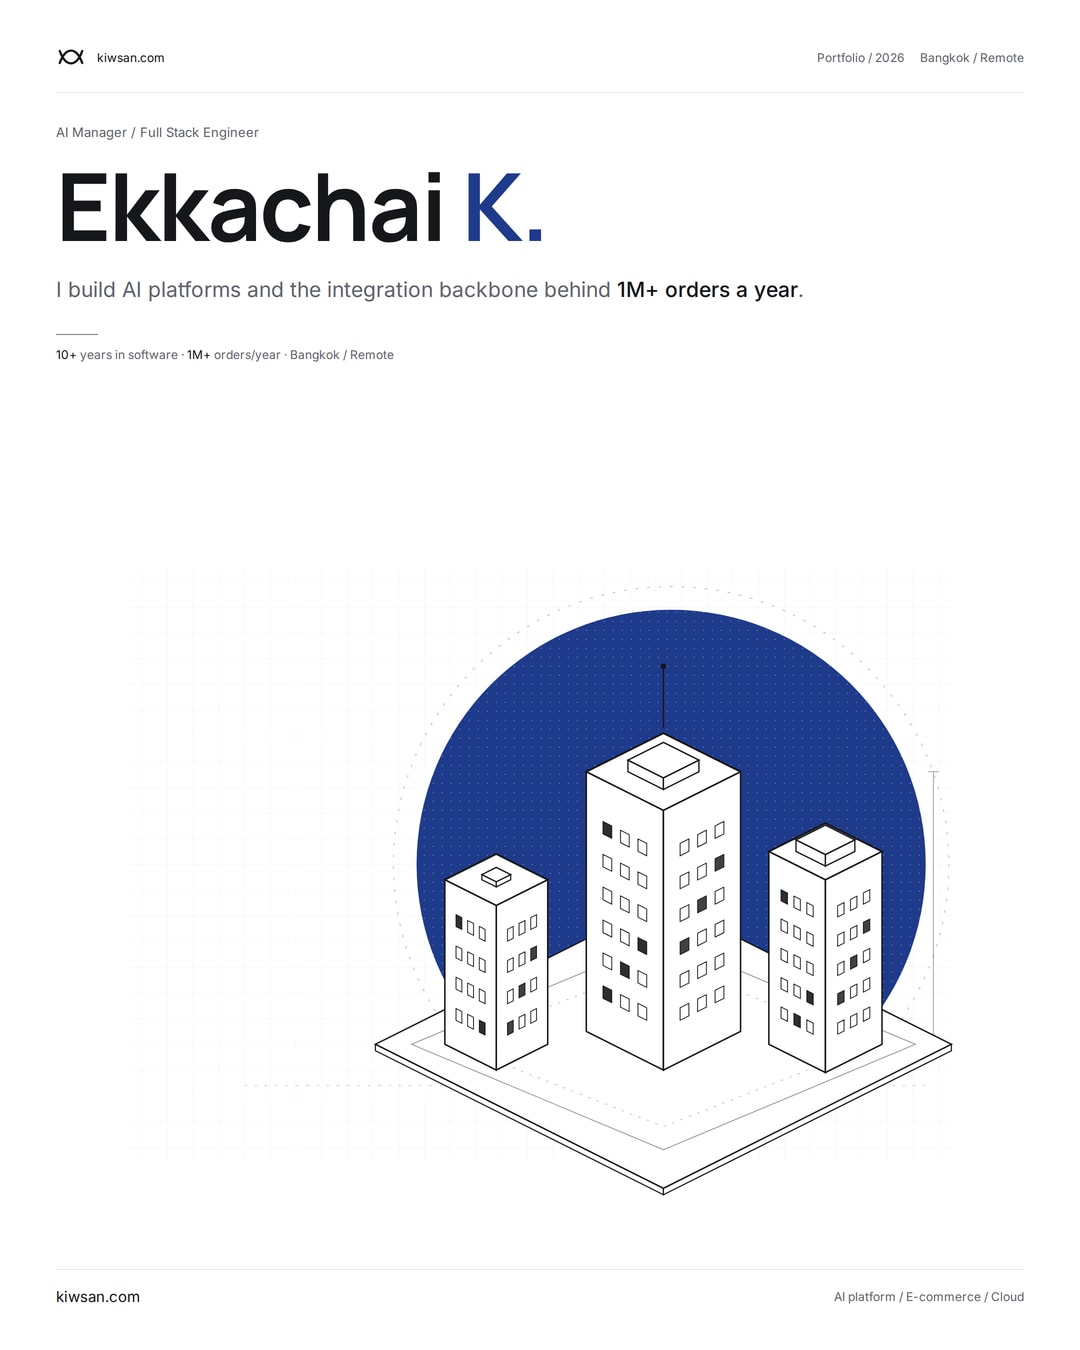 kiwsan.com
Portfolio / 2026 Bangkok / Remote
AI Manager / Full Stack Engineer
Ekkachai K.
I build AI platforms and the integration backbone behind 1M+ orders a year.
10+ years in software · 1M+ orders/year · Bangkok / Remote
kiwsan.com
AI platform / E-commerce / Cloud